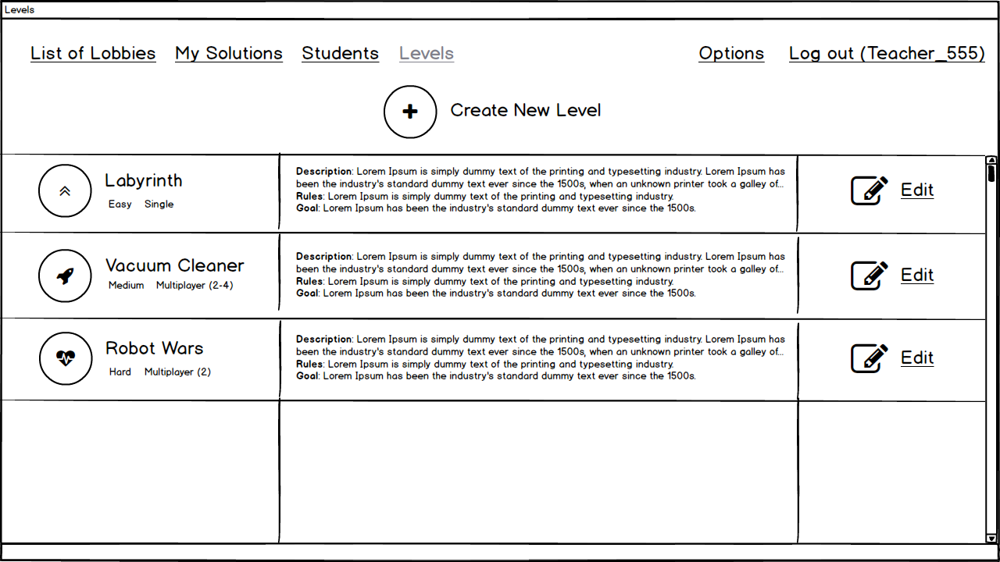 Levels
List of Lobbies My Solutions Students Levels Options Log out (Teacher_555)
Create New Level
Labyrinth
Easy Single
Description: Lorem Ipsum is simply dummy text of the printing and typesetting industry. Lorem Ipsum has
been the industry's standard dummy text ever since the 1500s, when an unknown printer took a galley of...
Rules: Lorem Ipsum is simply dummy text of the printing and typesetting industry.
Goal: Lorem Ipsum has been the industry's standard dummy text ever since the 1500s.
Edit
Vacuum Cleaner
Medium Multiplayer (2-4)
Description: Lorem Ipsum is simply dummy text of the printing and typesetting industry. Lorem Ipsum has
been the industry's standard dummy text ever since the 1500s, when an unknown printer took a galley of...
Rules: Lorem Ipsum is simply dummy text of the printing and typesetting industry.
Goal: Lorem Ipsum has been the industry's standard dummy text ever since the 1500s.
Edit
Robot Wars
Hard Multiplayer (2)
Description: Lorem Ipsum is simply dummy text of the printing and typesetting industry. Lorem Ipsum has
been the industry's standard dummy text ever since the 1500s, when an unknown printer took a galley of...
Rules: Lorem Ipsum is simply dummy text of the printing and typesetting industry.
Goal: Lorem Ipsum has been the industry's standard dummy text ever since the 1500s.
Edit